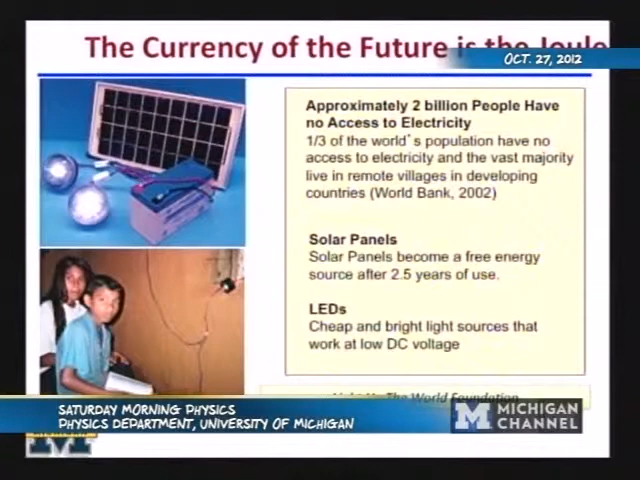 The Currency of the Future is the Joule
OCT. 27, 2012
Approximately 2 billion People Have
no Access to Electricity
1/3 of the world's population have no
access to electricity and the vast majority
live in remote villages in developing
countries (World Bank, 2002)
Solar Panels
Solar Panels become a free energy
source after 2.5 years of use.
LEDs
Cheap and bright light sources that
work at low DC voltage
The World Foundation
SATURDAY MORNING PHYSICS
PHYSICS DEPARTMENT, UNIVERSITY OF MICHIGAN
M MICHIGAN
CHANNEL